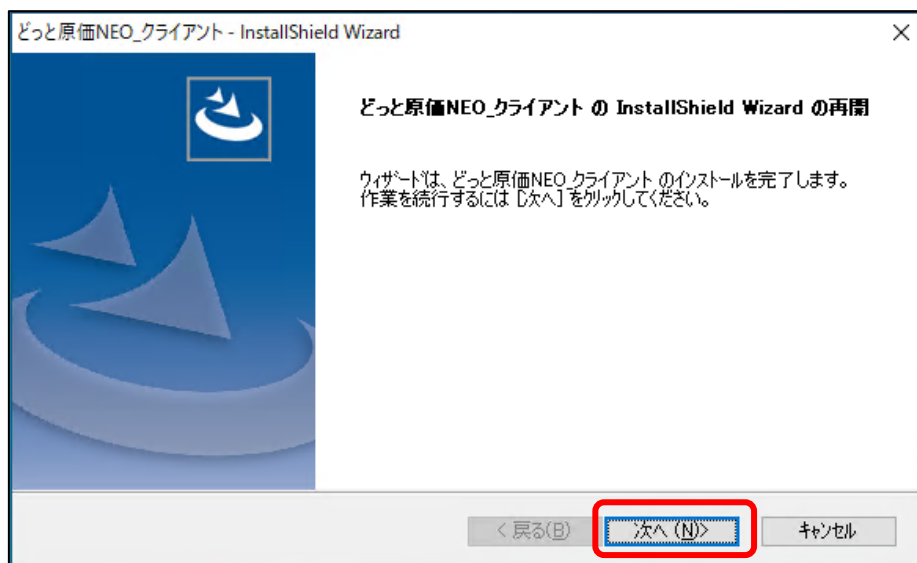 どっと原価NEO_クライアント - InstallShield Wizard
どっと原価NEO_クライアント の InstallShield Wizard の再開
ウィザードは、どっと原価NEO_クライアント のインストールを完了します。
作業を続行するには [次へ] をクリックしてください。
< 戻る(B)
次へ (N)>
キャンセル